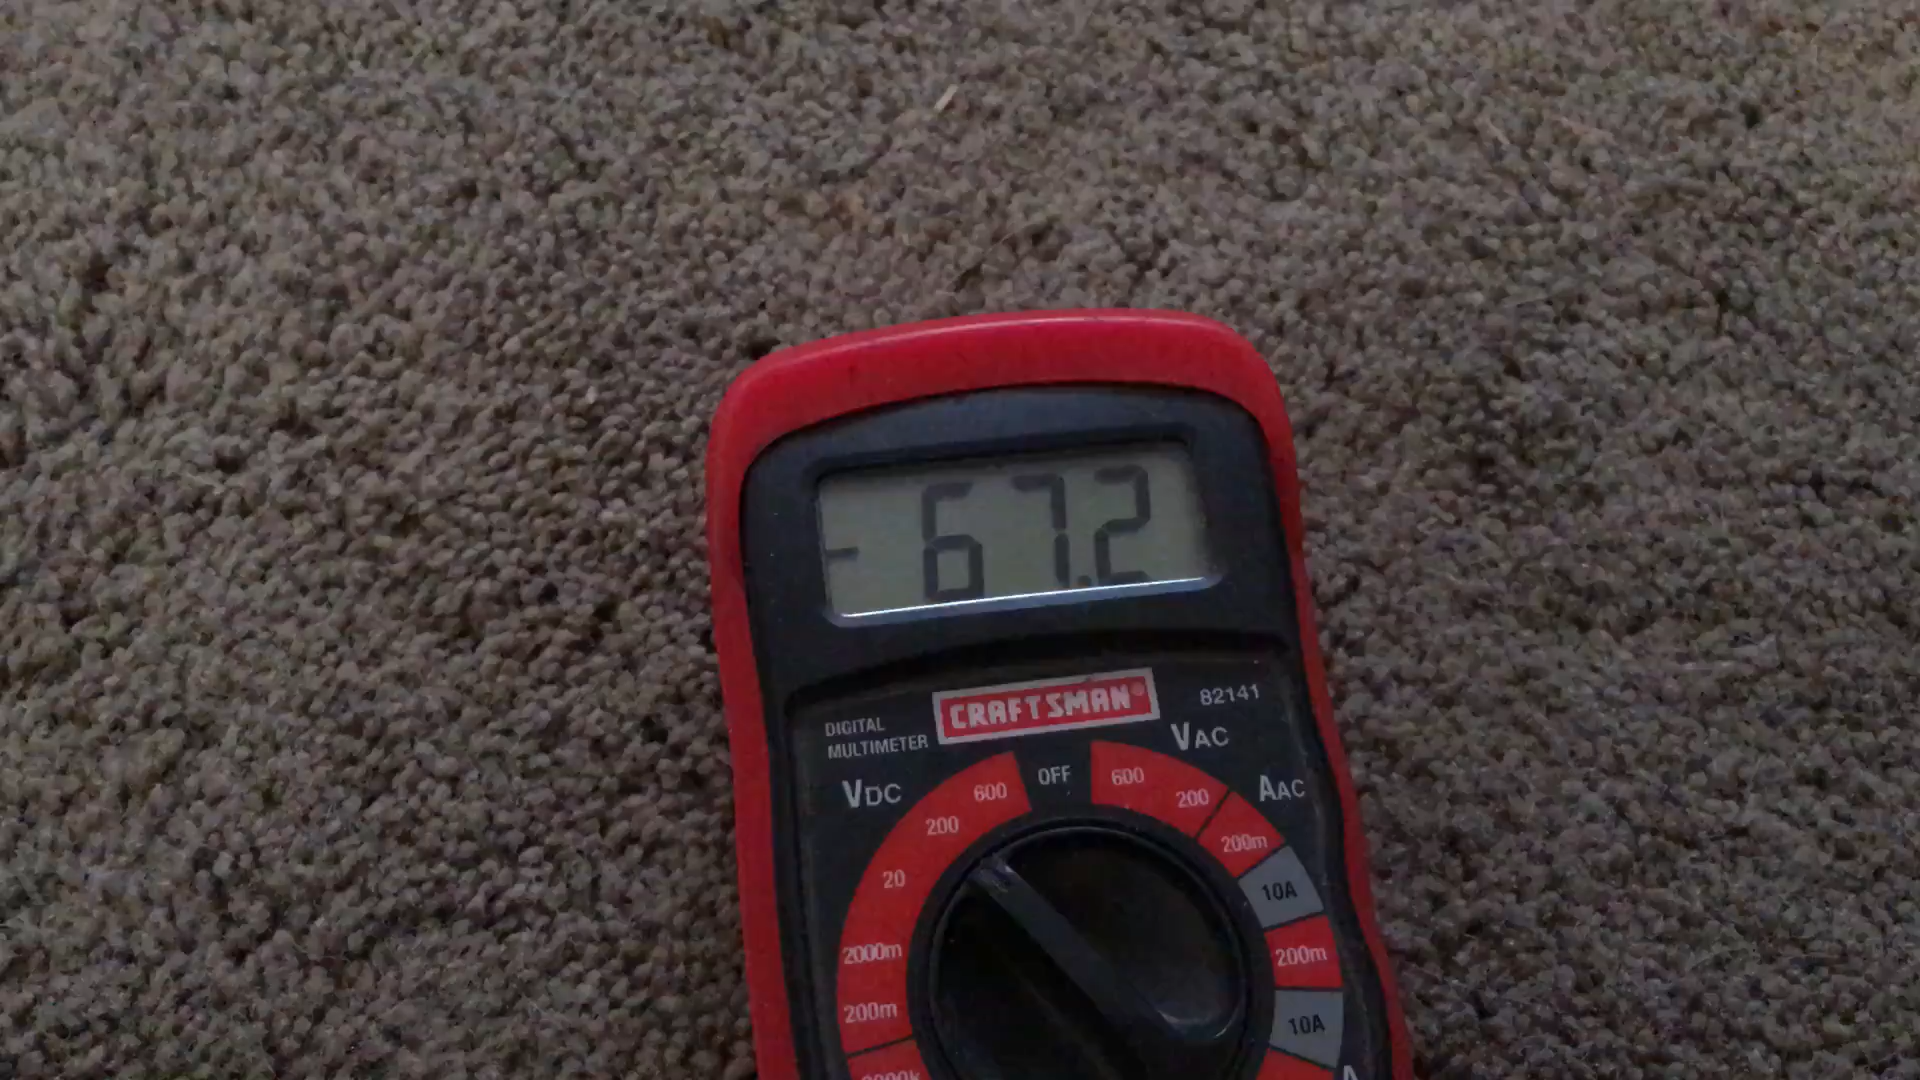 - 67.2
CRAFTSMAN®
82141
DIGITAL
MULTIMETER
VAC
VDC
600
OFF
600
200
200
AAC
20
200m
10A
2000m
200m
200m
10A
A